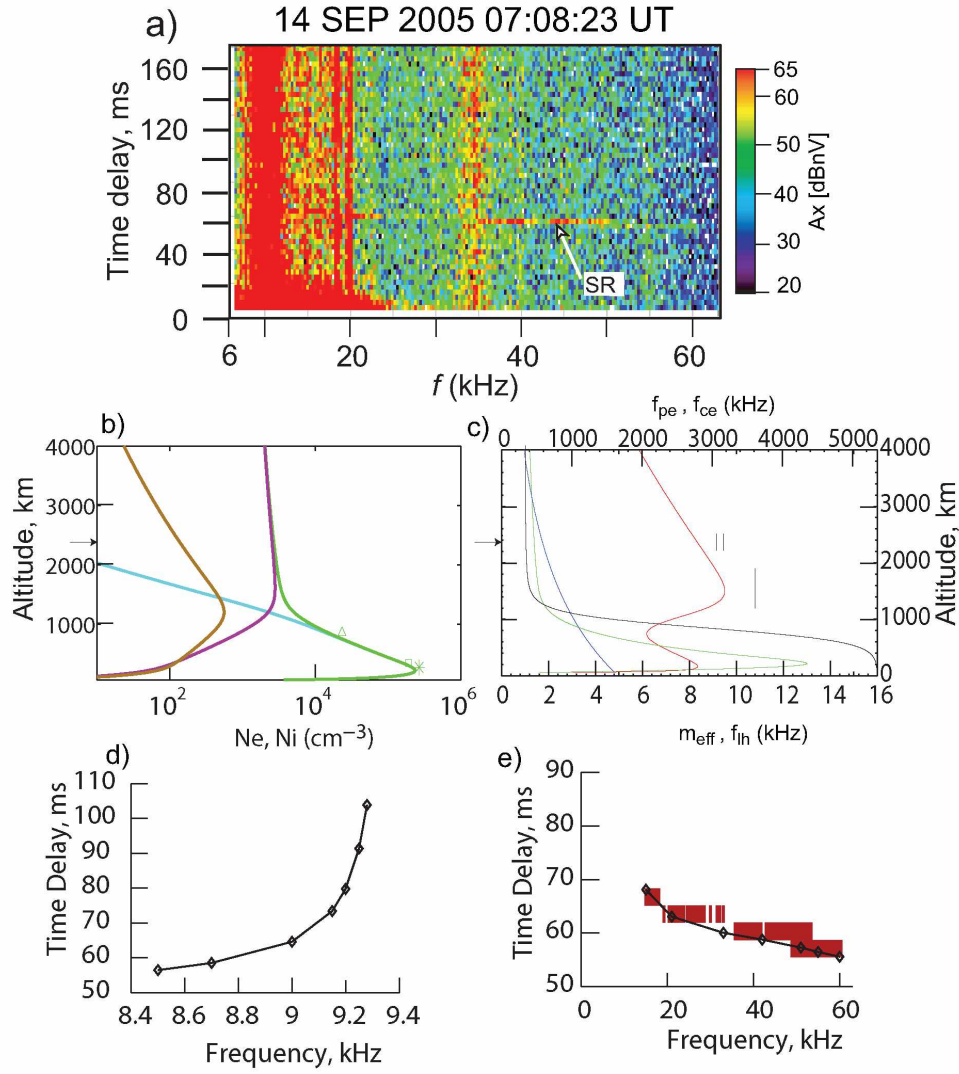 a) 14 SEP 2005 07:08:23 UT
Time delay, ms
160
120
80
40
0
SR
6 20 40 60
f (kHz)
65
60
50
40
30
20
Ax [dBnV]
b)
Altitude, km
4000
3000
2000
1000
10² 10⁴ 10⁶
Ne, Ni (cm⁻³)
c)
f_pe , f_ce (kHz)
0 1000 2000 3000 4000 5000
4000
3000
2000
1000
0
Altitude, km
0 2 4 6 8 10 12 14 16
m_eff , f_lh (kHz)
d)
Time Delay, ms
110
100
90
80
70
60
50
8.4 8.6 8.8 9 9.2 9.4
Frequency, kHz
e)
Time Delay, ms
90
80
70
60
50
0 20 40 60
Frequency, kHz